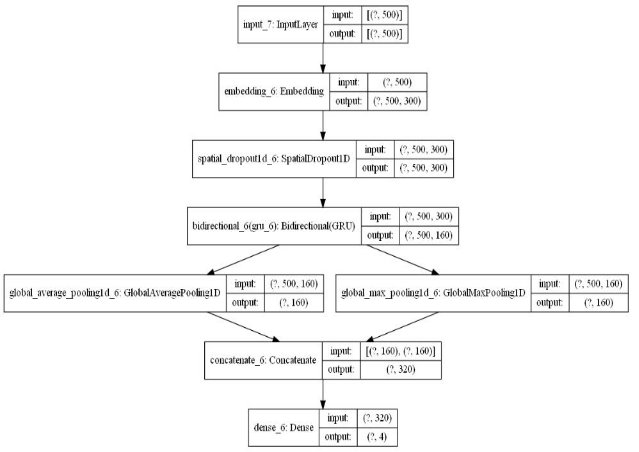 input_7: InputLayer
input: [(?, 500)]
output: [(?, 500)]
embedding_6: Embedding
input: (?, 500)
output: (?, 500, 300)
spatial_dropout1d_6: SpatialDropout1D
input: (?, 500, 300)
output: (?, 500, 300)
bidirectional_6(gru_6): Bidirectional(GRU)
input: (?, 500, 300)
output: (?, 500, 160)
global_average_pooling1d_6: GlobalAveragePooling1D
input: (?, 500, 160)
output: (?, 160)
global_max_pooling1d_6: GlobalMaxPooling1D
input: (?, 500, 160)
output: (?, 160)
concatenate_6: Concatenate
input: [(?, 160), (?, 160)]
output: (?, 320)
dense_6: Dense
input: (?, 320)
output: (?, 4)